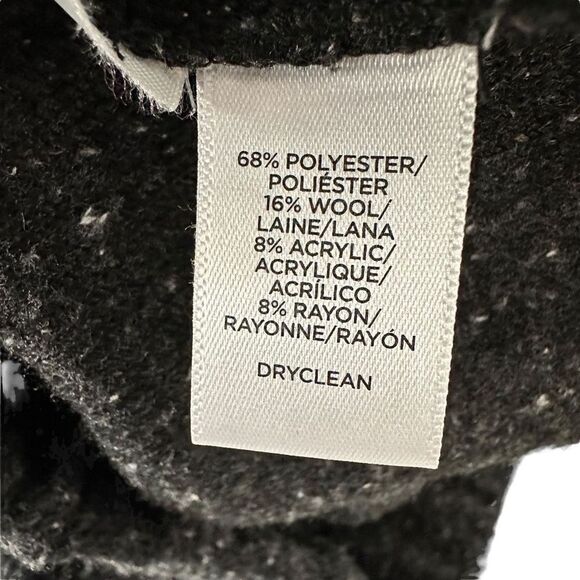 68% POLYESTER/
POLIÉSTER
16% WOOL/
LAINE/LANA
8% ACRYLIC/
ACRYLIQUE/
ACRÍLICO
8% RAYON/
RAYONNE/RAYÓN
DRYCLEAN